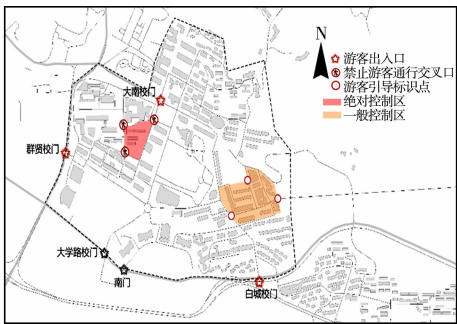 N
游客出入口
禁止游客通行交叉口
游客引导标识点
绝对控制区
一般控制区
大南校门
群贤校门
大学路校门
南门
白城校门